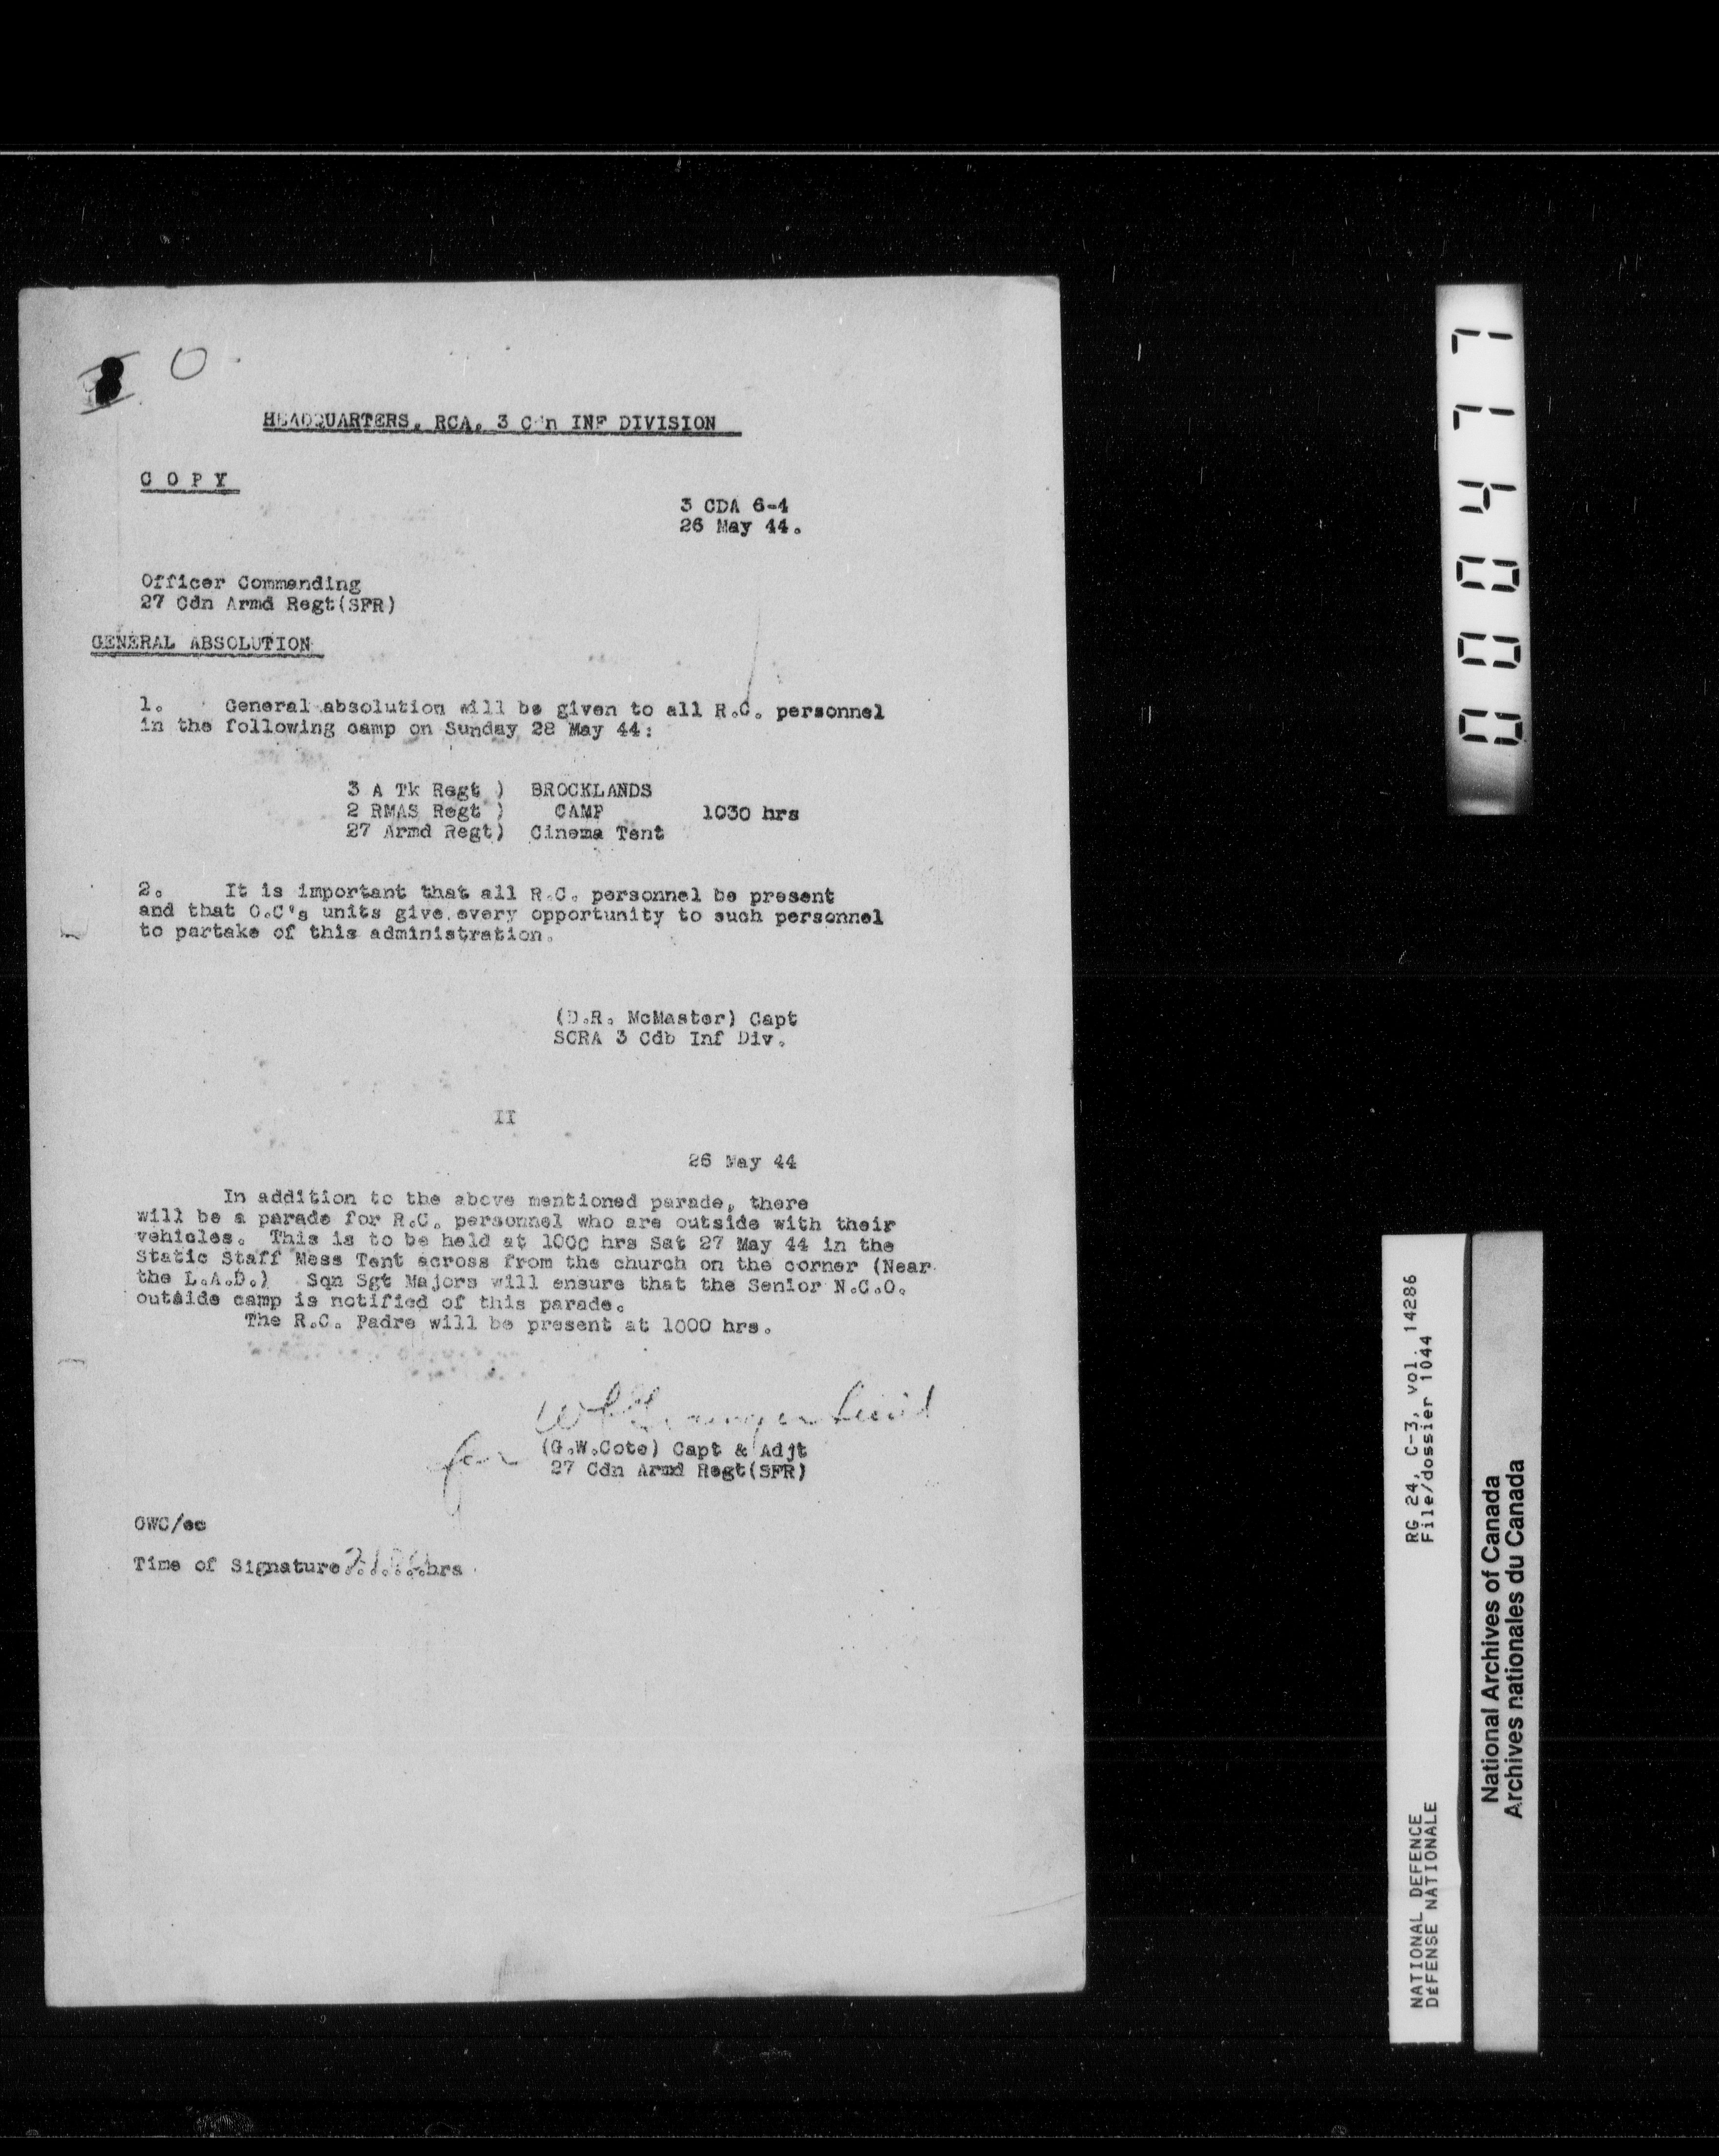 O
HEADQUARTERS, RCA, 3 Cdn INF DIVISION
C O P Y
3 CDA 6-4
26 May 44.
Officer Commanding
27 Cdn Armd Regt(SFR)
GENERAL ABSOLUTION
1. General absolution will be given to all R.C. personnel
in the following camp on Sunday 28 May 44:
3 A Tk Regt ) BROCKLANDS
2 RMAS Regt ) CAMP 1030 hrs
27 Armd Regt) Cinema Tent
2. It is important that all R.C. personnel be present
and that O.C's units give every opportunity to such personnel
to partake of this administration.
(D.R. McMaster) Capt
SCRA 3 Cdb Inf Div.
II
26 May 44
In addition to the above mentioned parade, there
will be a parade for R.C. personnel who are outside with their
vehicles. This is to be held at 1000 hrs Sat 27 May 44 in the
Static Staff Mess Tent across from the church on the corner (Near
the L.A.D.) Sqn Sgt Majors will ensure that the Senior N.C.O.
outside camp is notified of this parade.
The R.C. Padre will be present at 1000 hrs.
for
(G.W.Cote) Capt & Adjt
27 Cdn Armd Regt(SFR)
GWC/ec
Time of Signature hrs
000477
RG 24, C-3, vol. 14286
File/dossier 1044
NATIONAL DEFENCE
DÉFENSE NATIONALE
National Archives of Canada
Archives nationales du Canada